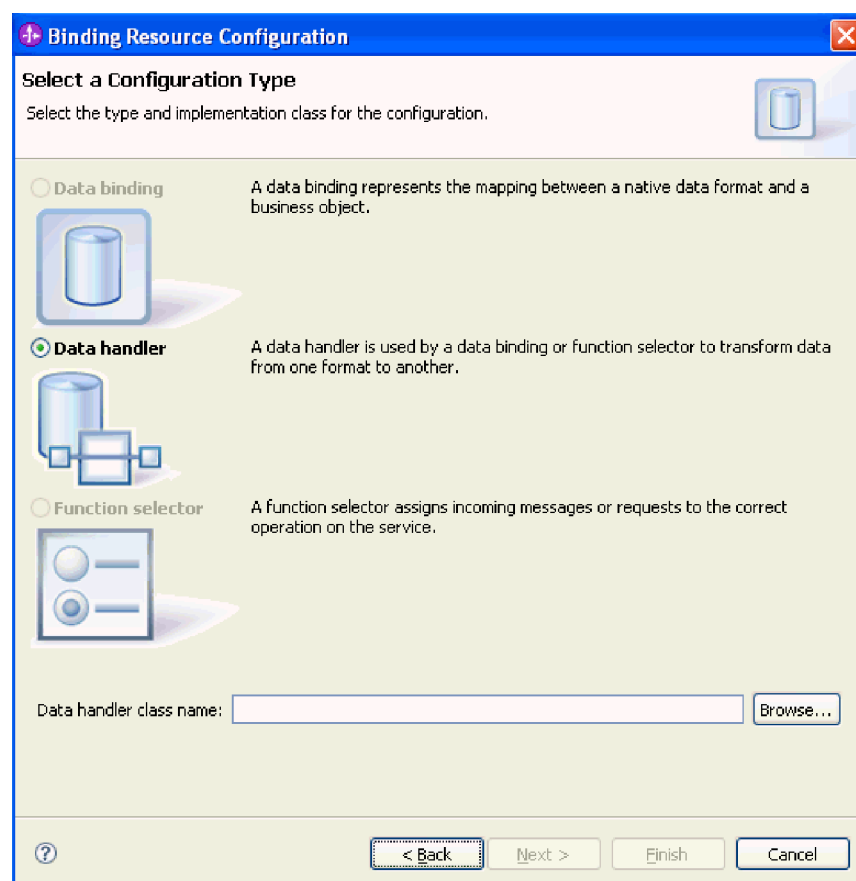 Binding Resource Configuration
Select a Configuration Type
Select the type and implementation class for the configuration.
Data binding
A data binding represents the mapping between a native data format and a
business object.
Data handler
A data handler is used by a data binding or function selector to transform data
from one format to another.
Function selector
A function selector assigns incoming messages or requests to the correct
operation on the service.
Data handler class name:
Browse...
< Back
Next >
Finish
Cancel